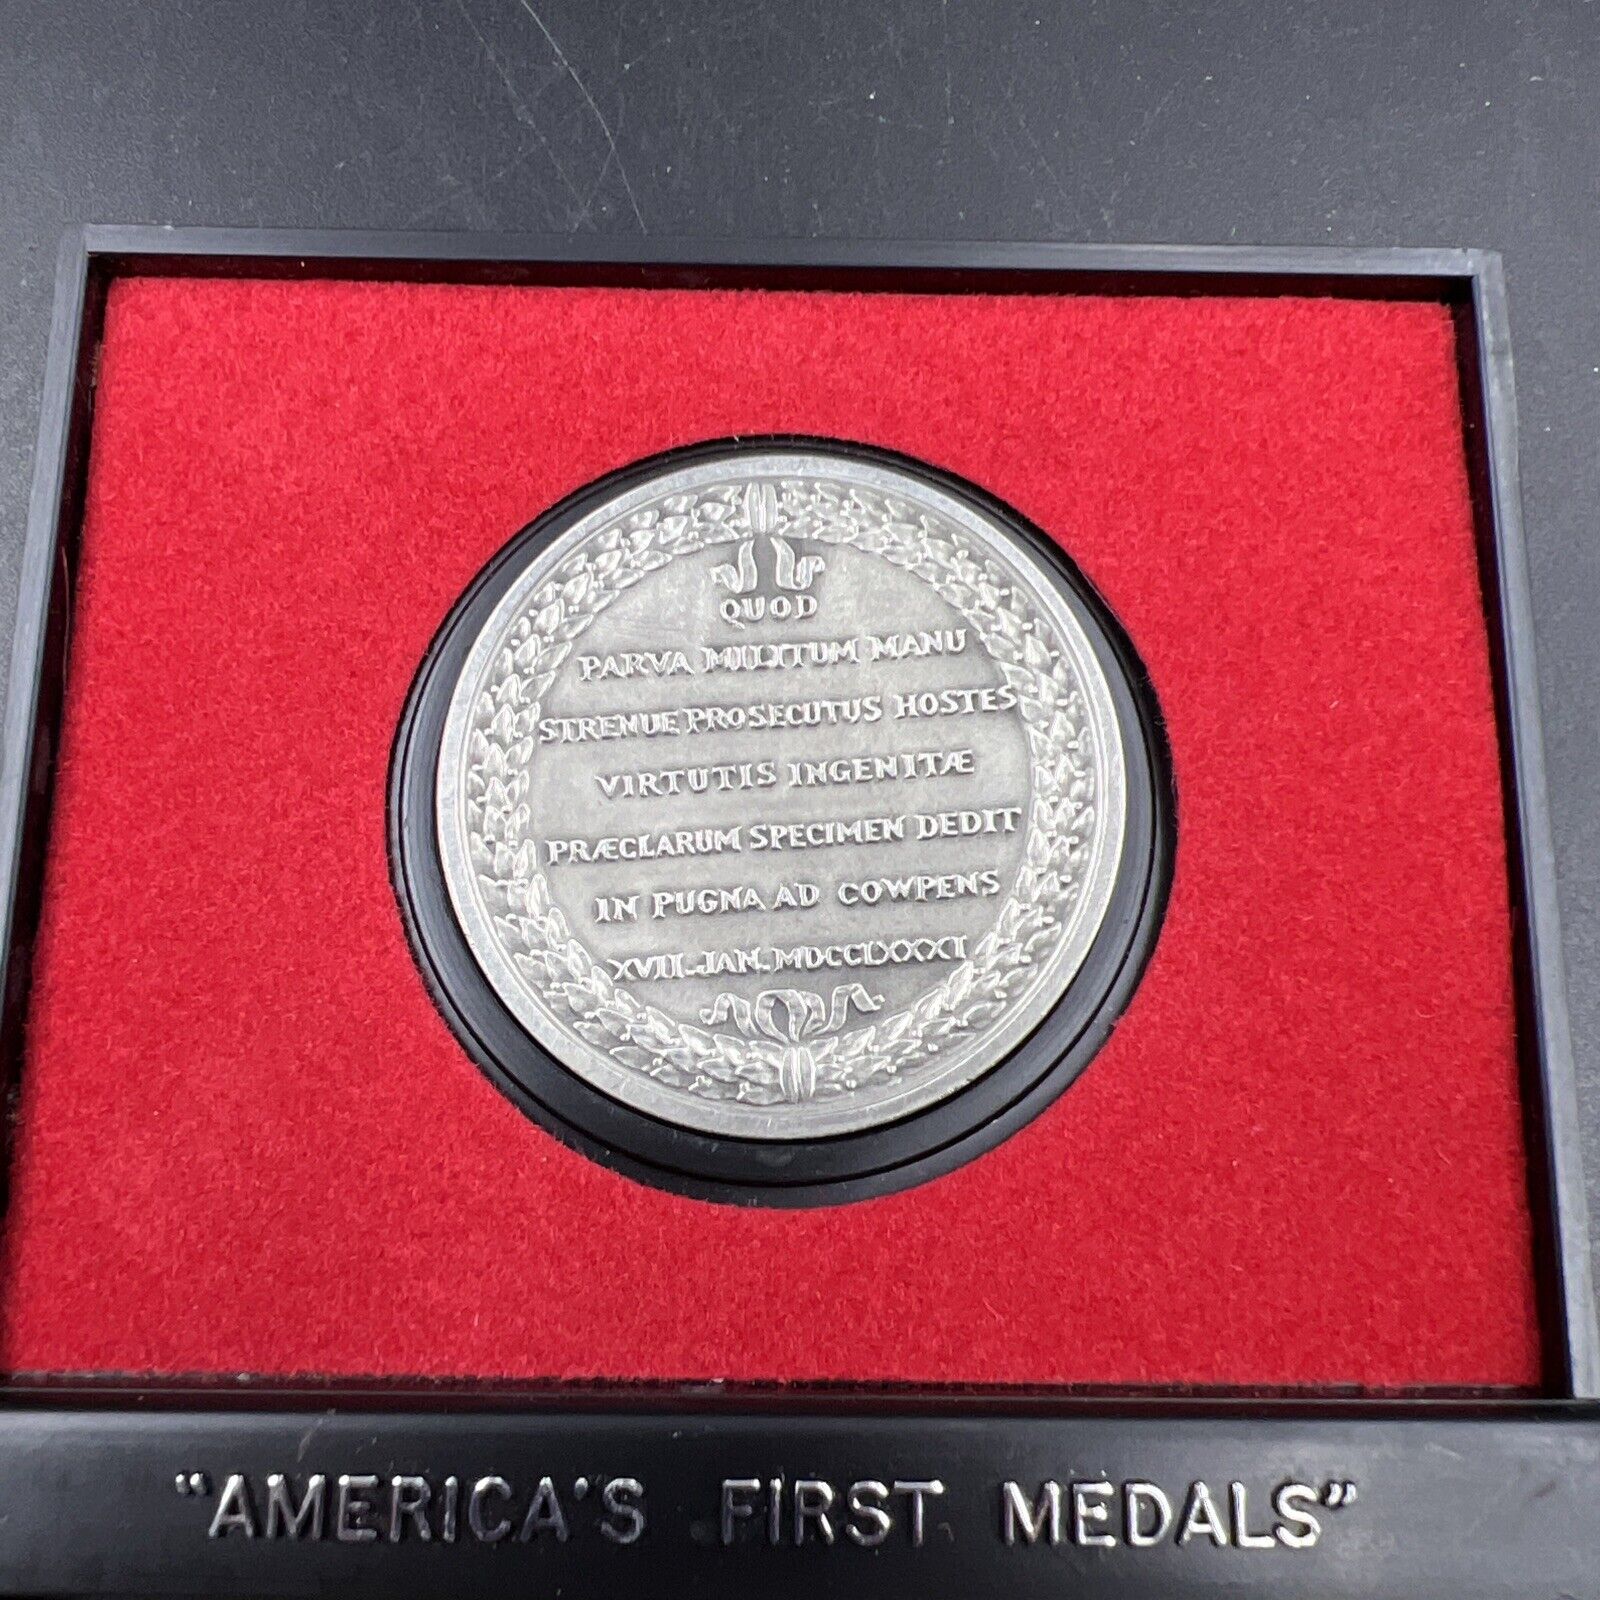 QUOD
PARVA MILITUM MANU
STRENUE PROSECUTUS HOSTES
VIRTUTIS INGENITÆ
PRÆCLARUM SPECIMEN DEDIT
IN PUGNA AD COWPENS
XVII. JAN. MDCCLXXXI
"AMERICA'S FIRST MEDALS"